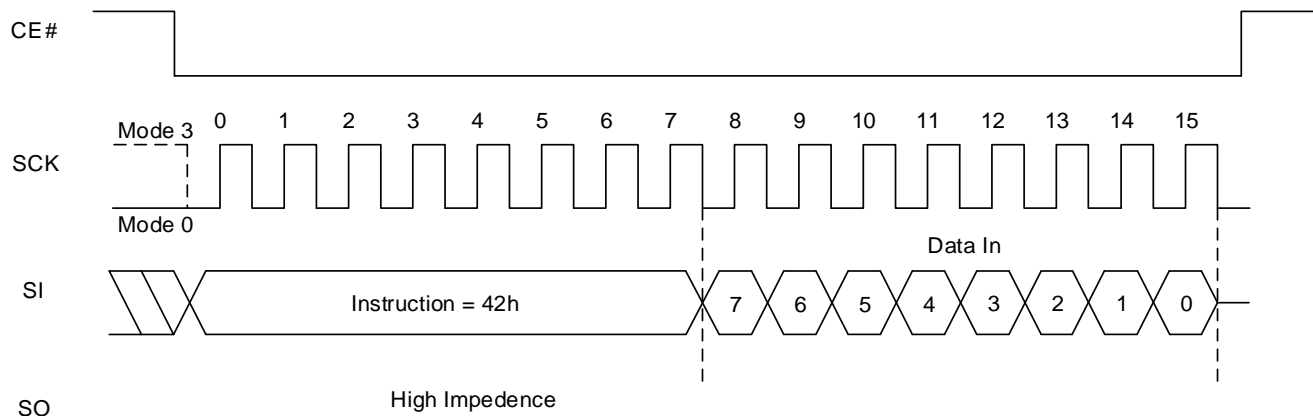 CE#
Mode 3 0 1 2 3 4 5 6 7 8 9 10 11 12 13 14 15
SCK
Mode 0
Data In
SI Instruction = 42h 7 6 5 4 3 2 1 0
High Impedence
SO